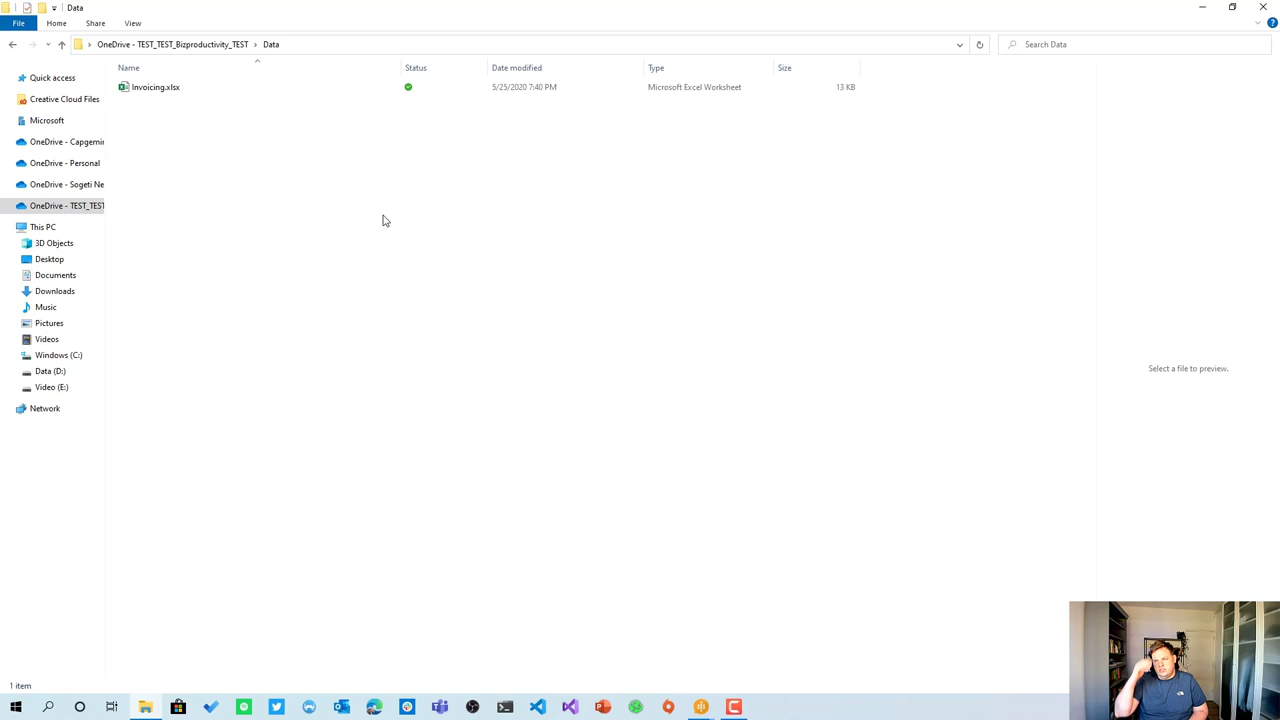 Data
File Home Share View
OneDrive - TEST_TEST_Bizproductivity_TEST > Data
Search Data
Name Status Date modified Type Size
Invoicing.xlsx 5/25/2020 7:40 PM Microsoft Excel Worksheet 13 KB
Quick access
Creative Cloud Files
Microsoft
OneDrive - Capgemin
OneDrive - Personal
OneDrive - Sogeti Ne
OneDrive - TEST_TEST
This PC
3D Objects
Desktop
Documents
Downloads
Music
Pictures
Videos
Windows (C:)
Data (D:)
Video (E:)
Network
Select a file to preview.
1 item